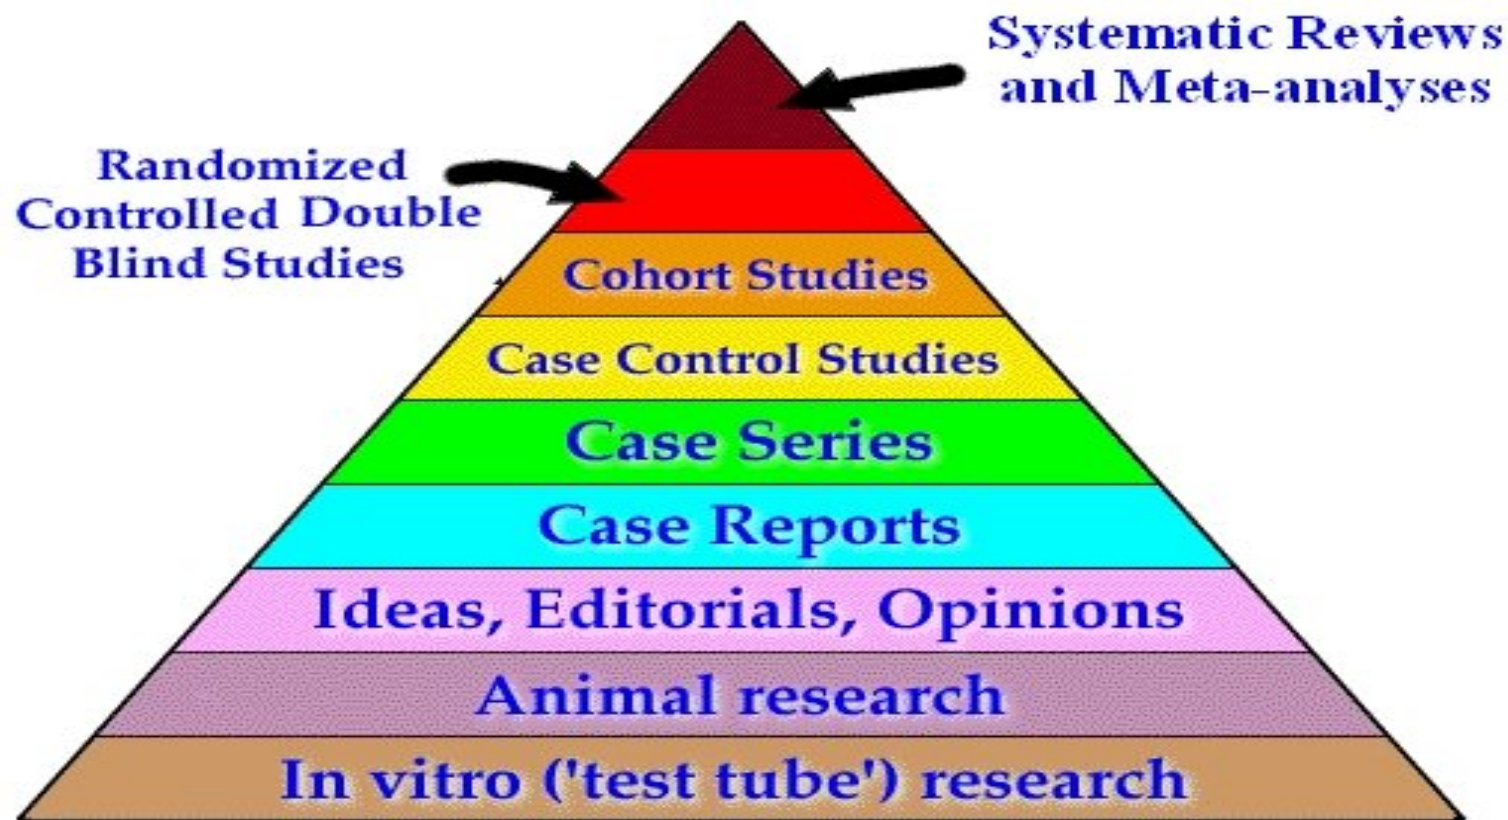 Systematic Reviews
and Meta-analyses
Randomized
Controlled Double
Blind Studies
Cohort Studies
Case Control Studies
Case Series
Case Reports
Ideas, Editorials, Opinions
Animal research
In vitro ('test tube') research